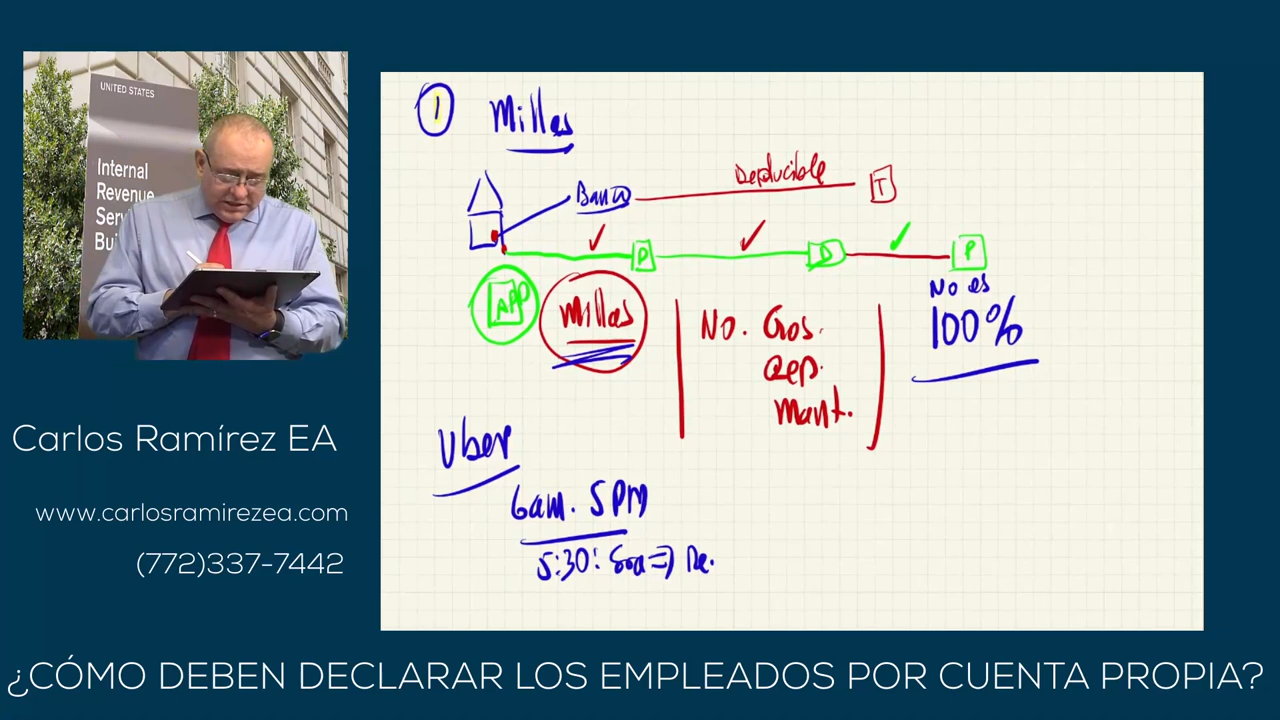 UNITED STATES
Internal
Revenue
Serv
Bui
Carlos Ramírez EA
www.carlosramirezea.com
(772)337-7442
1 Millas
Deducible
Banco
T
D
D
P
APP
Millas
No. Gas.
Rep.
Mant.
No es
100%
Uber
6am. 5PM
5:30:
¿CÓMO DEBEN DECLARAR LOS EMPLEADOS POR CUENTA PROPIA?